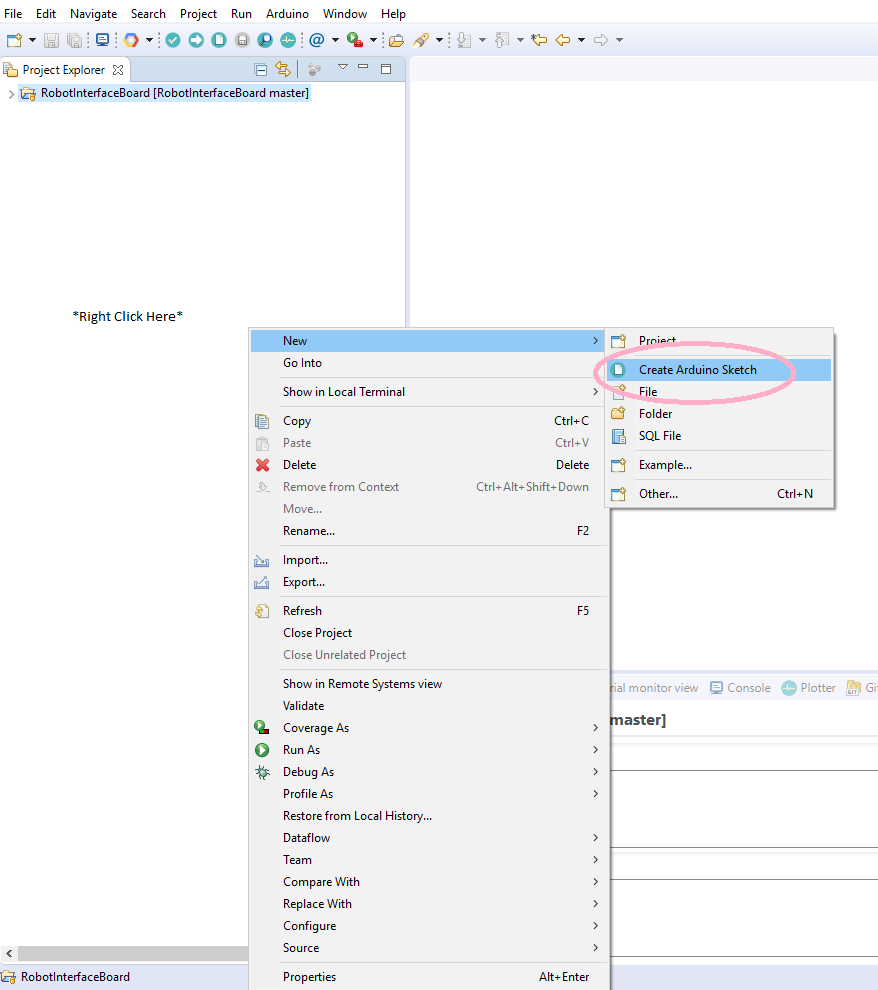 File Edit Navigate Search Project Run Arduino Window Help
Project Explorer
RobotInterfaceBoard [RobotInterfaceBoard master]
*Right Click Here*
New
Go Into
Show in Local Terminal
Copy Ctrl+C
Paste Ctrl+V
Delete Delete
Remove from Context Ctrl+Alt+Shift+Down
Move...
Rename... F2
Import...
Export...
Refresh F5
Close Project
Close Unrelated Project
Show in Remote Systems view
Validate
Coverage As
Run As
Debug As
Profile As
Restore from Local History...
Dataflow
Team
Compare With
Replace With
Configure
Source
Properties Alt+Enter
Project
Create Arduino Sketch
File
Folder
SQL File
Example...
Other... Ctrl+N
rial monitor view Console Plotter Gi
master]
RobotInterfaceBoard